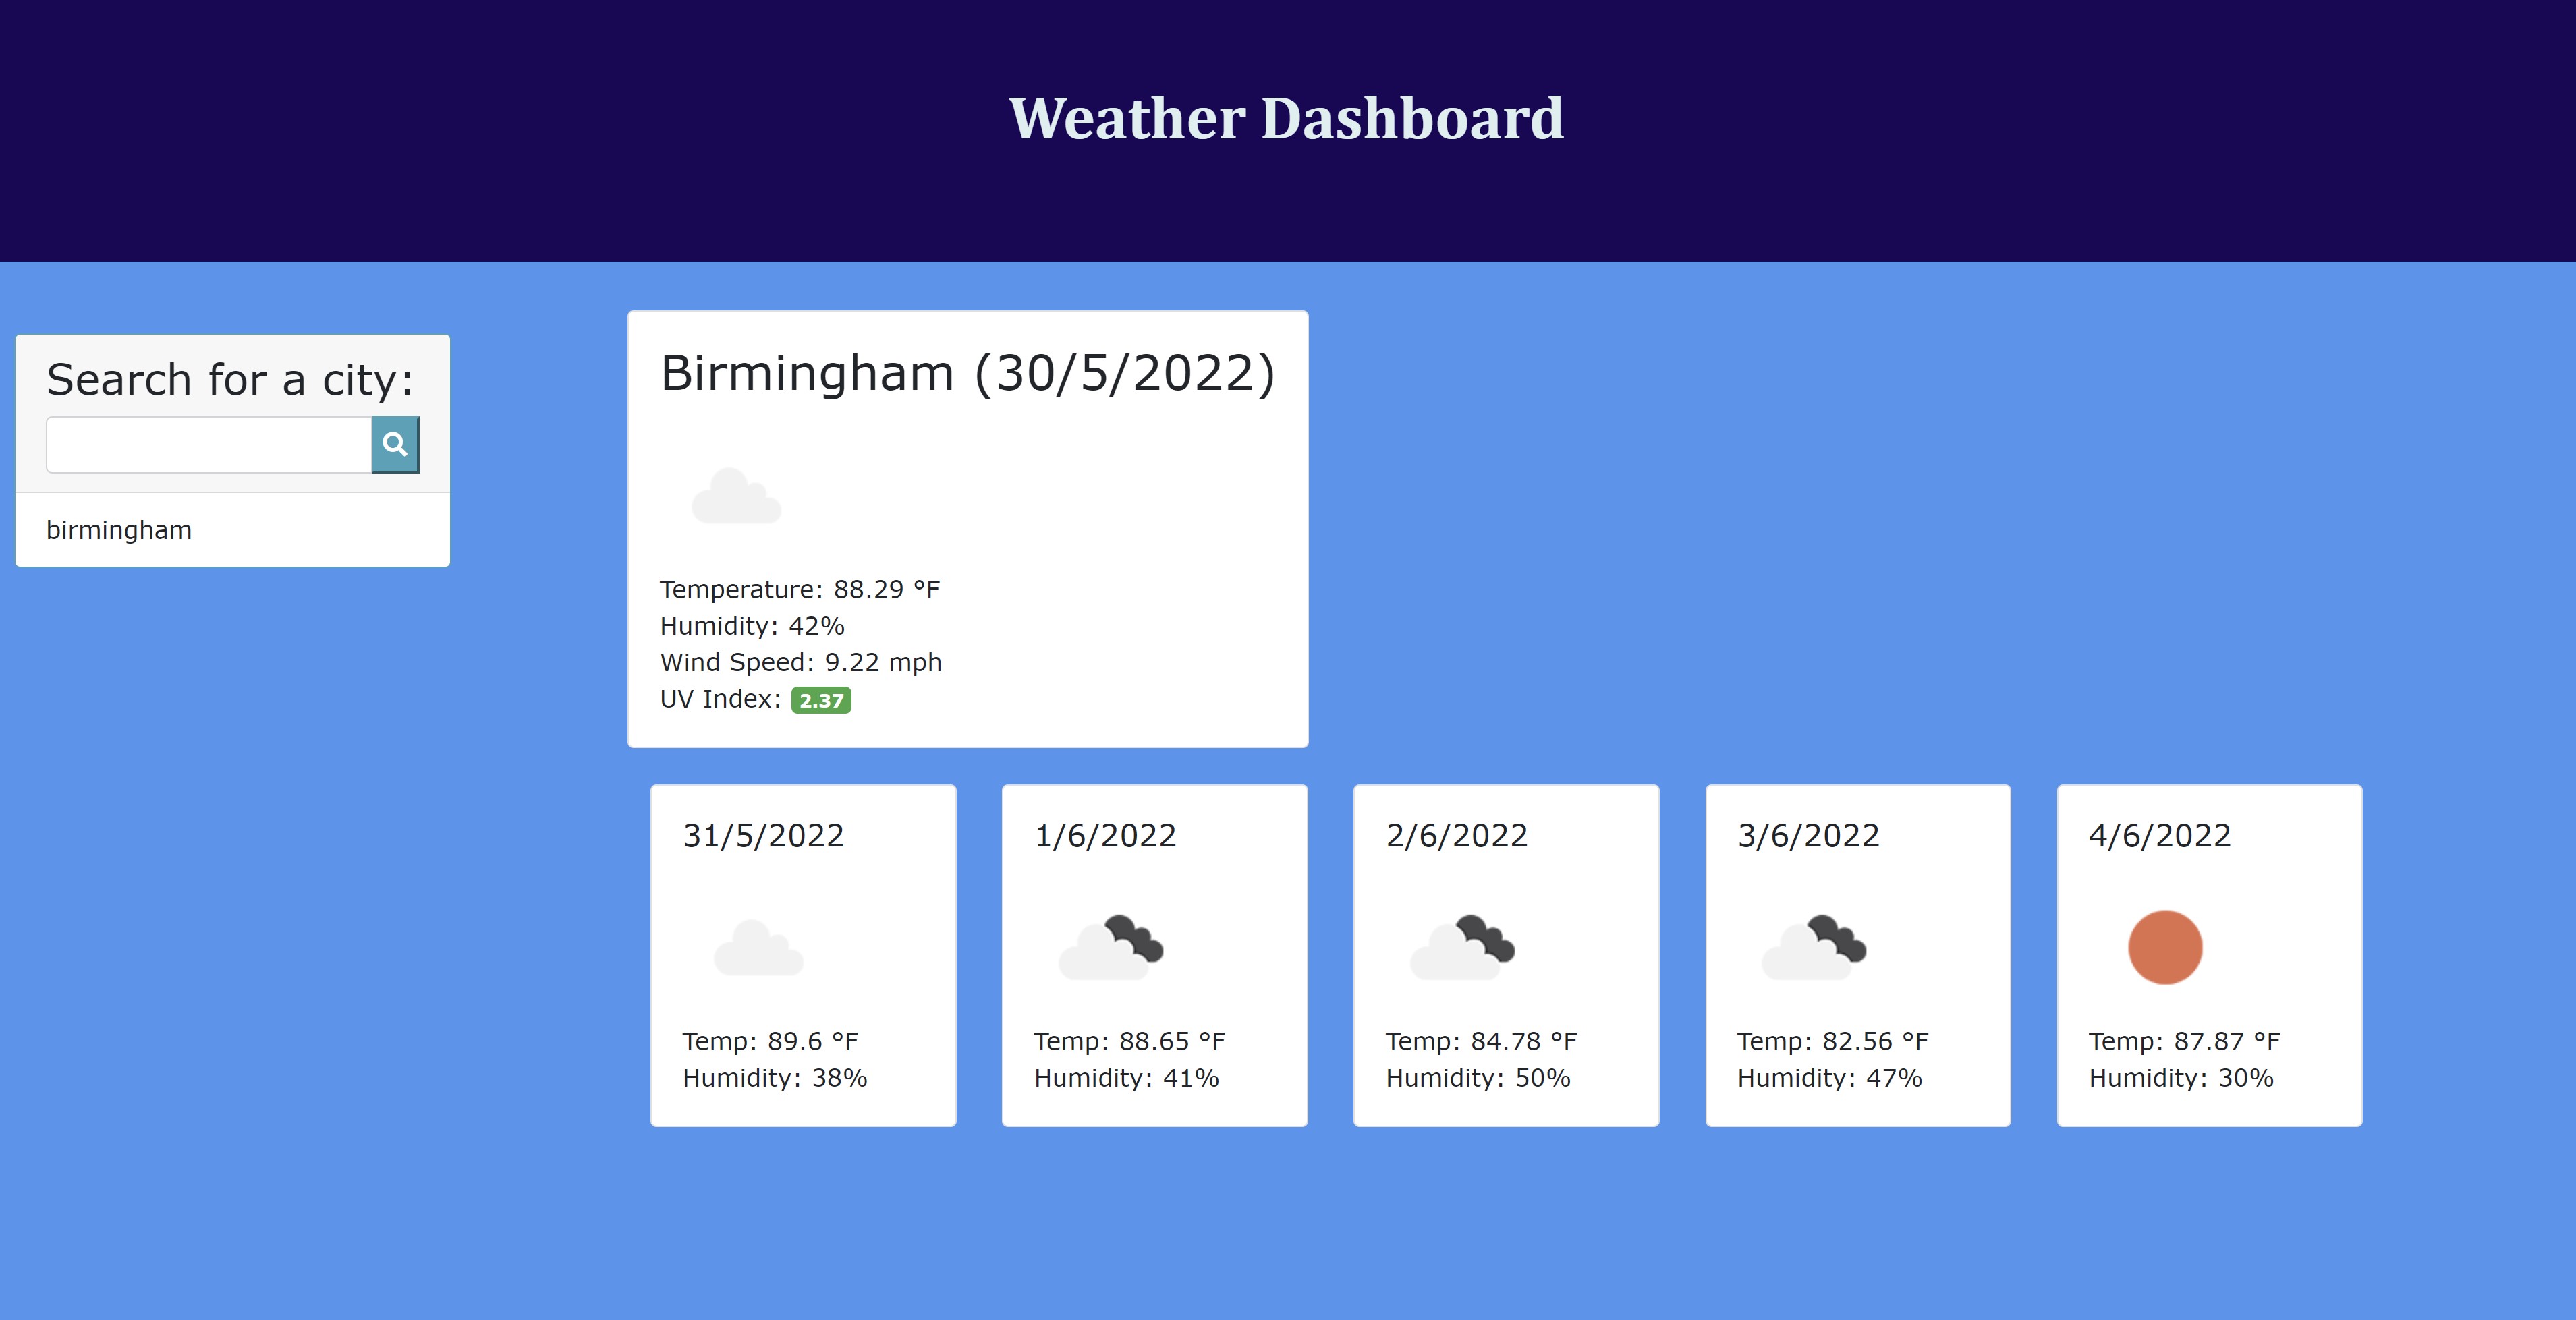 Weather Dashboard
Search for a city:
birmingham
Birmingham (30/5/2022)
Temperature: 88.29 °F
Humidity: 42%
Wind Speed: 9.22 mph
UV Index: 2.37
31/5/2022
Temp: 89.6 °F
Humidity: 38%
1/6/2022
Temp: 88.65 °F
Humidity: 41%
2/6/2022
Temp: 84.78 °F
Humidity: 50%
3/6/2022
Temp: 82.56 °F
Humidity: 47%
4/6/2022
Temp: 87.87 °F
Humidity: 30%